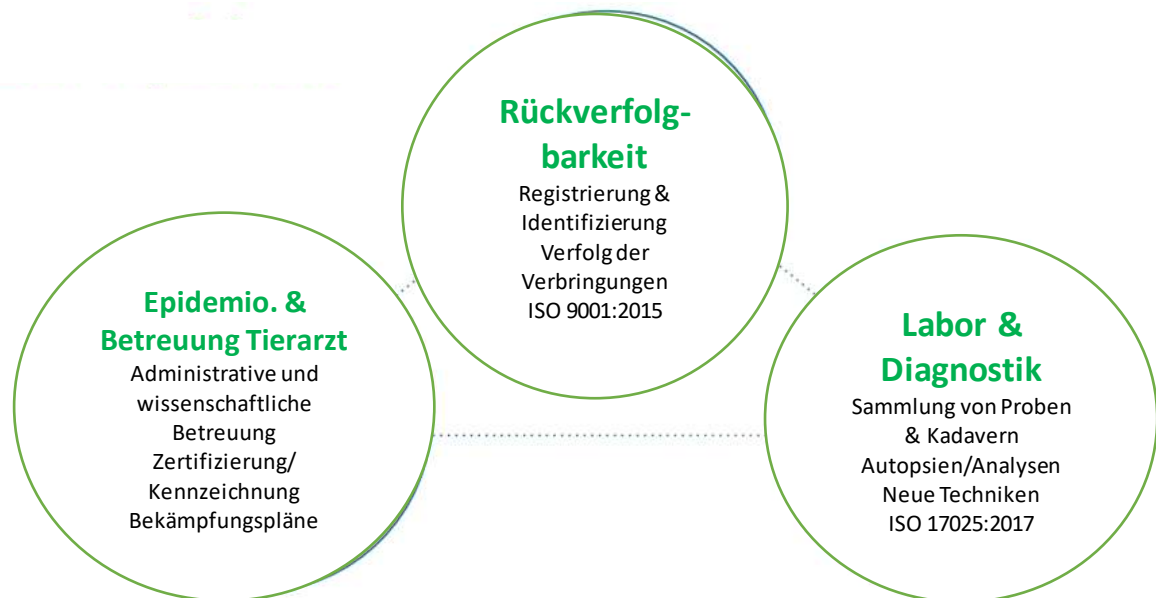 Rückverfolg-
barkeit
Registrierung &
Identifizierung
Verfolg der
Verbringungen
ISO 9001:2015
Epidemio. &
Betreuung Tierarzt
Administrative und
wissenschaftliche
Betreuung
Zertifizierung/
Kennzeichnung
Bekämpfungspläne
Labor &
Diagnostik
Sammlung von Proben
& Kadavern
Autopsien/Analysen
Neue Techniken
ISO 17025:2017